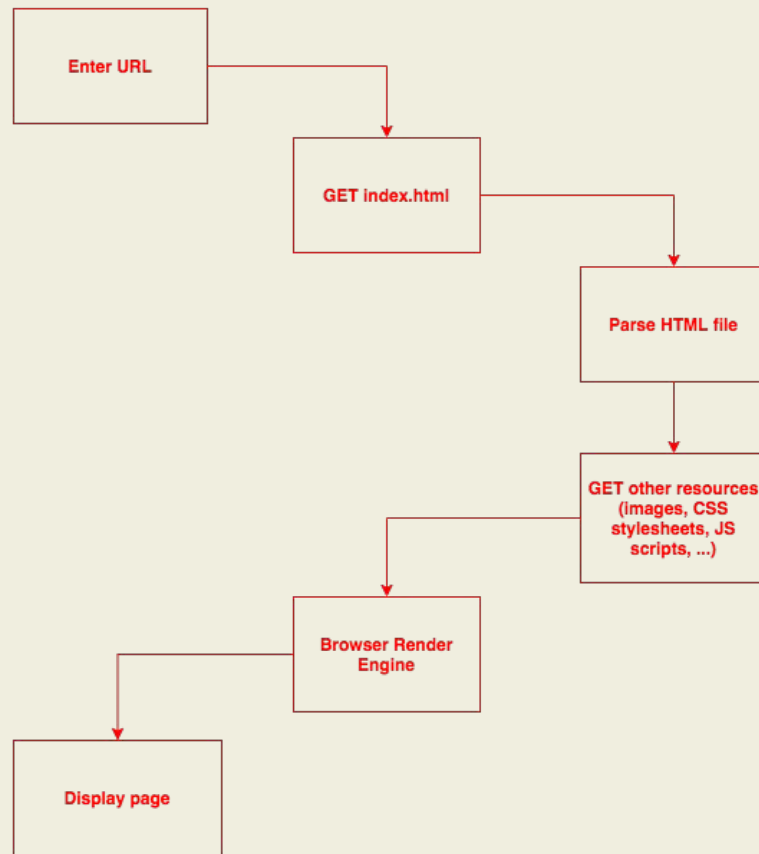 Enter URL
GET index.html
Parse HTML file
GET other resources
(images, CSS
stylesheets, JS
scripts, ...)
Browser Render
Engine
Display page